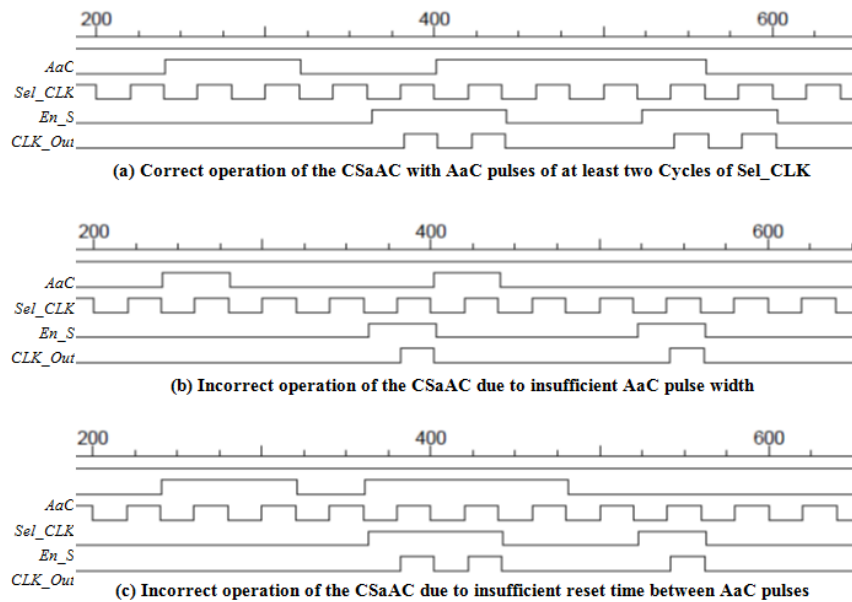 200 400 600
AaC
Sel_CLK
En_S
CLK_Out
(a) Correct operation of the CSaAC with AaC pulses of at least two Cycles of Sel_CLK
200 400 600
AaC
Sel_CLK
En_S
CLK_Out
(b) Incorrect operation of the CSaAC due to insufficient AaC pulse width
200 400 600
AaC
Sel_CLK
En_S
CLK_Out
(c) Incorrect operation of the CSaAC due to insufficient reset time between AaC pulses